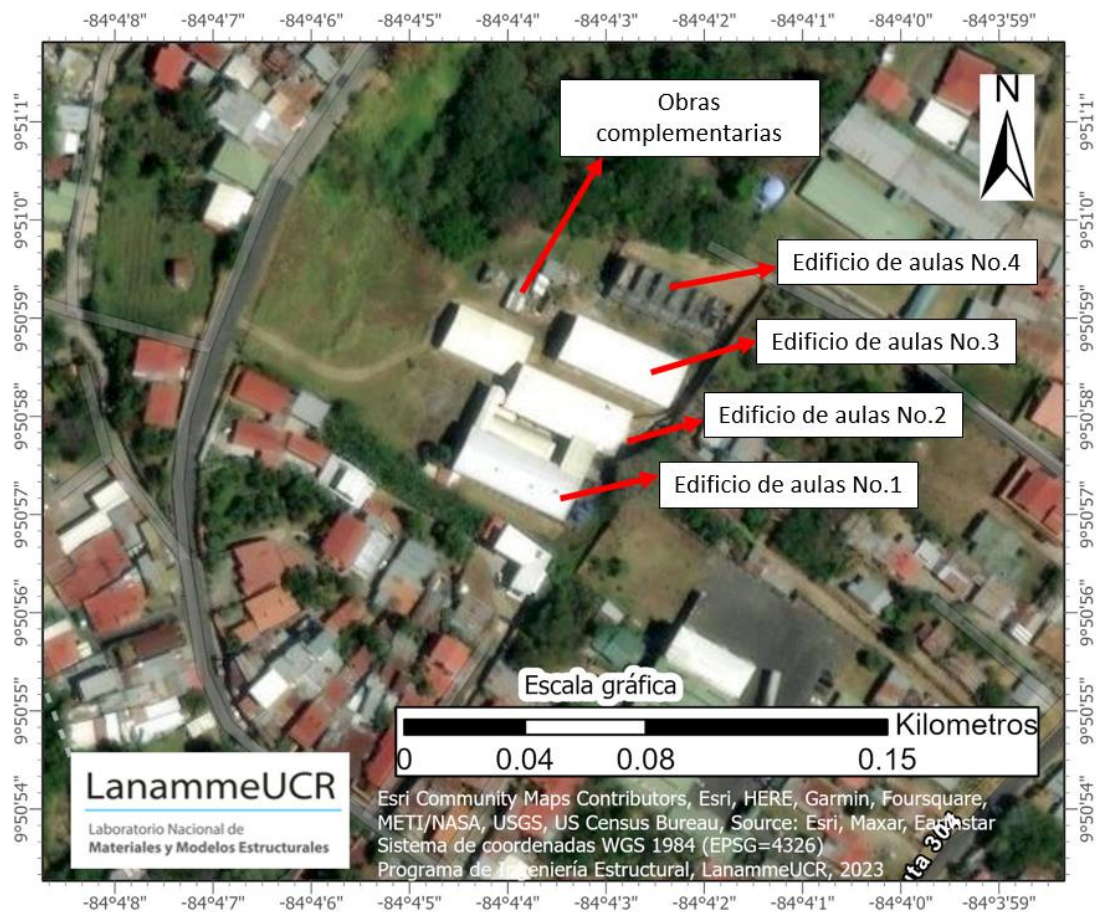 -84°4'8" -84°4'7" -84°4'6" -84°4'5" -84°4'4" -84°4'3" -84°4'2" -84°4'1" -84°4'0" -84°3'59"
9°51'1"
9°51'0"
9°50'59"
9°50'58"
9°50'57"
9°50'56"
9°50'55"
9°50'54"
N
Obras
complementarias
Edificio de aulas No.4
Edificio de aulas No.3
Edificio de aulas No.2
Edificio de aulas No.1
9°51'1"
9°51'0"
9°50'59"
9°50'58"
9°50'57"
9°50'56"
9°50'55"
9°50'54"
Escala gráfica
Kilometros
0 0.04 0.08 0.15
LanammeUCR
Laboratorio Nacional de
Materiales y Modelos Estructurales
Esri Community Maps Contributors, Esri, HERE, Garmin, Foursquare,
METI/NASA, USGS, US Census Bureau, Source: Esri, Maxar, Earthstar
Sistema de coordenadas WGS 1984 (EPSG=4326)
Programa de Ingeniería Estructural, LanammeUCR, 2023
uta 304
-84°4'8" -84°4'7" -84°4'6" -84°4'5" -84°4'4" -84°4'3" -84°4'2" -84°4'1" -84°4'0" -84°3'59"